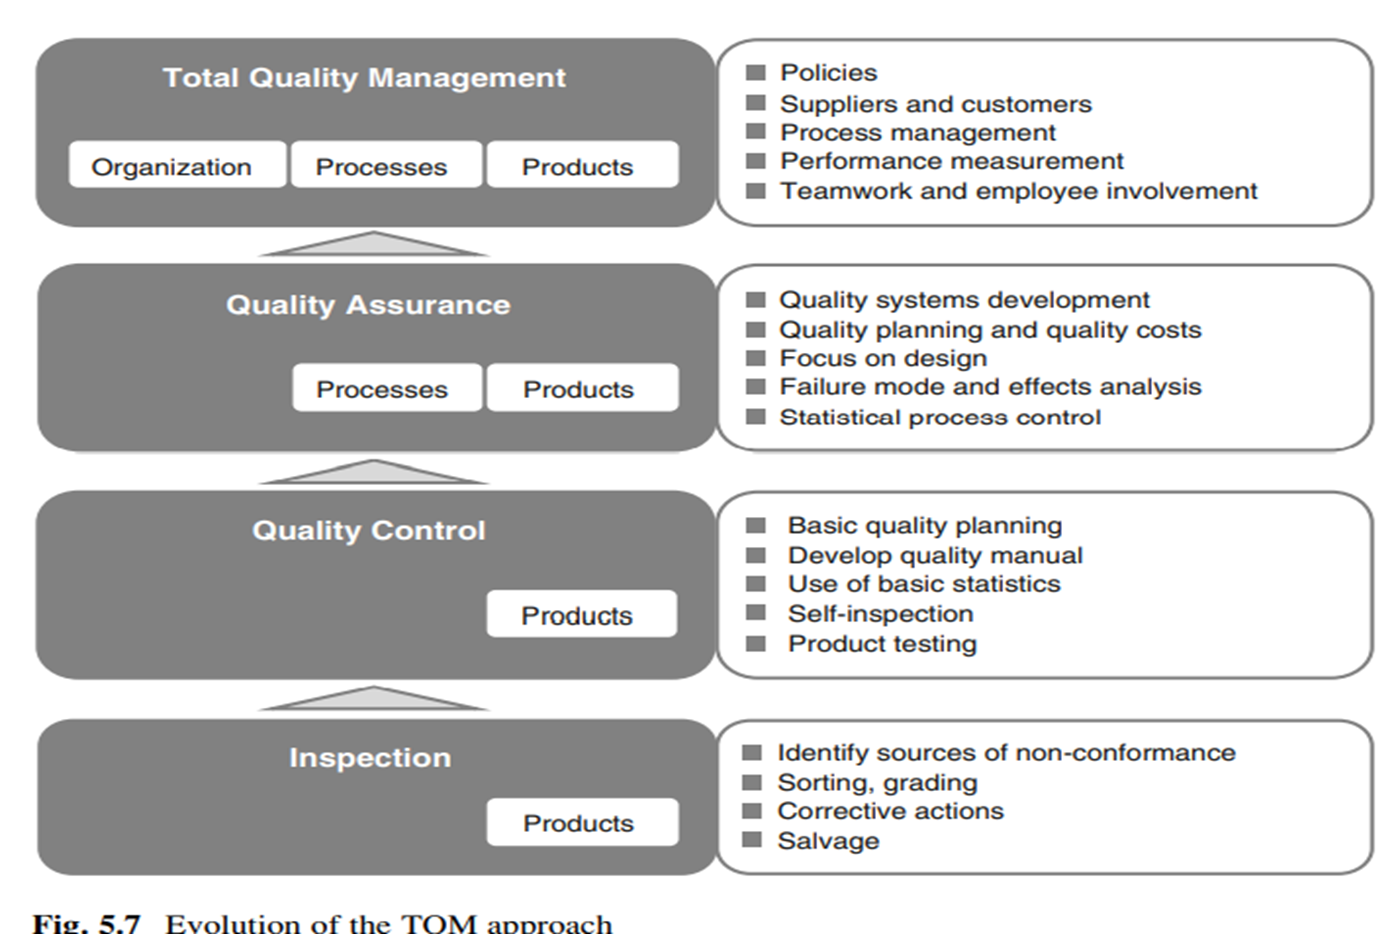 Total Quality Management
Organization
Processes
Products
Policies
Suppliers and customers
Process management
Performance measurement
Teamwork and employee involvement
Quality Assurance
Processes
Products
Quality systems development
Quality planning and quality costs
Focus on design
Failure mode and effects analysis
Statistical process control
Quality Control
Products
Basic quality planning
Develop quality manual
Use of basic statistics
Self-inspection
Product testing
Inspection
Products
Identify sources of non-conformance
Sorting, grading
Corrective actions
Salvage
Fig. 5.7 Evolution of the TQM approach